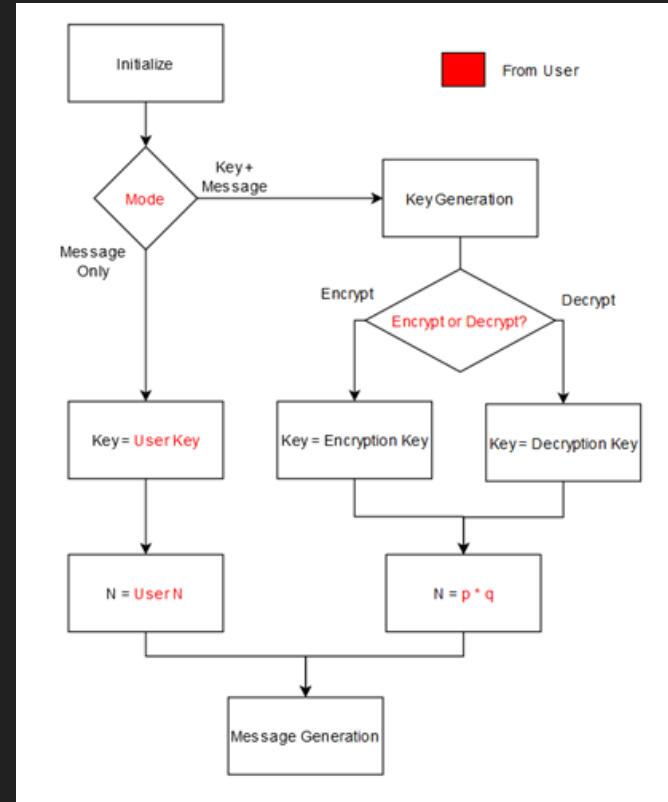 Initialize
From User
Mode
Key +
Message
Key Generation
Message
Only
Encrypt
Decrypt
Encrypt or Decrypt?
Key = User Key
Key = Encryption Key
Key = Decryption Key
N = User N
N = p * q
Message Generation